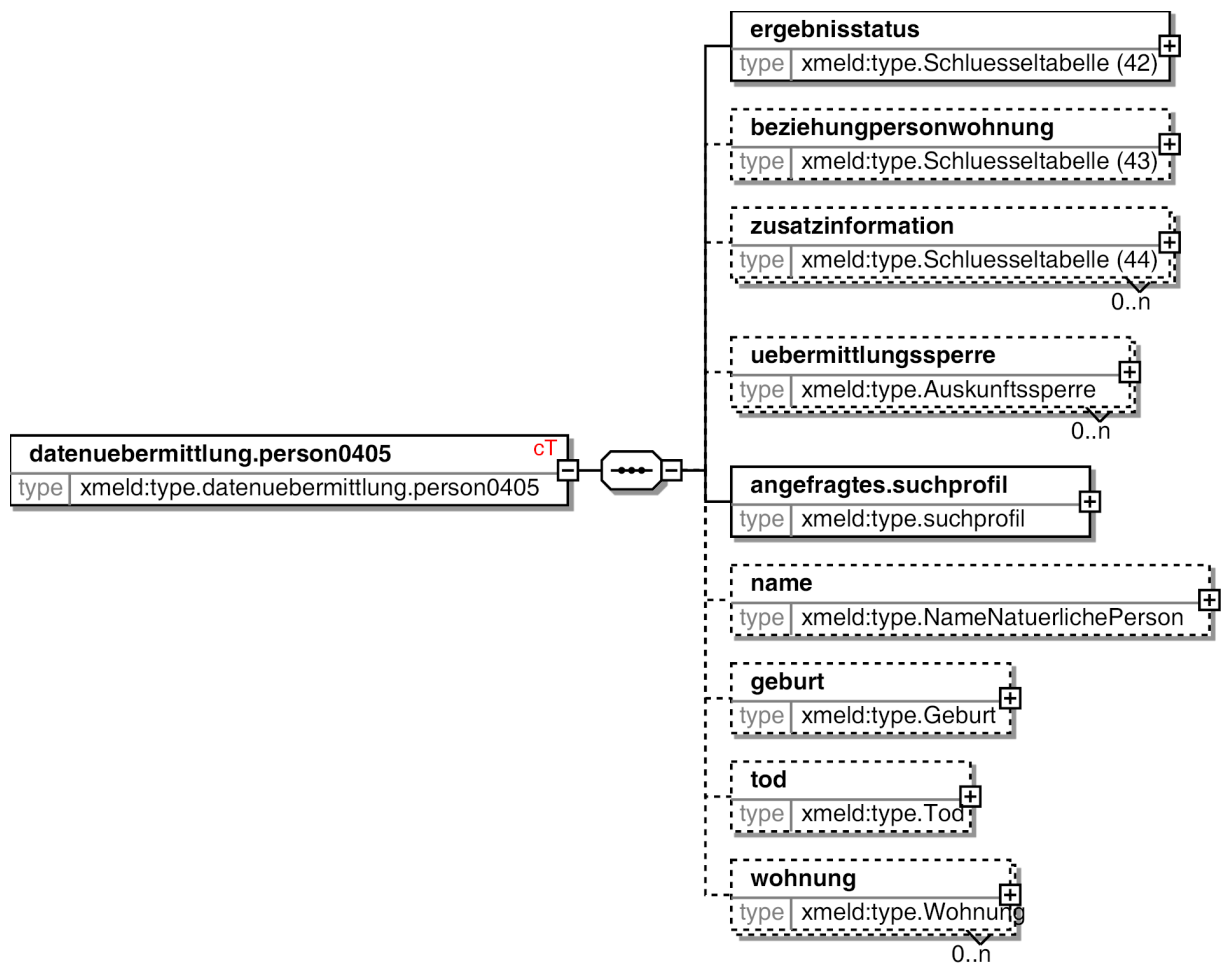 ergebnisstatus
type xmeld:type.Schluesseltabelle (42)
beziehungpersonwohnung
type xmeld:type.Schluesseltabelle (43)
zusatzinformation
type xmeld:type.Schluesseltabelle (44)
0..n
uebermittlungssperre
type xmeld:type.Auskunftssperre
0..n
datenuebermittlung.person0405 cT
type xmeld:type.datenuebermittlung.person0405
angefragtes.suchprofil
type xmeld:type.suchprofil
name
type xmeld:type.NameNatuerlichePerson
geburt
type xmeld:type.Geburt
tod
type xmeld:type.Tod
wohnung
type xmeld:type.Wohnung
0..n